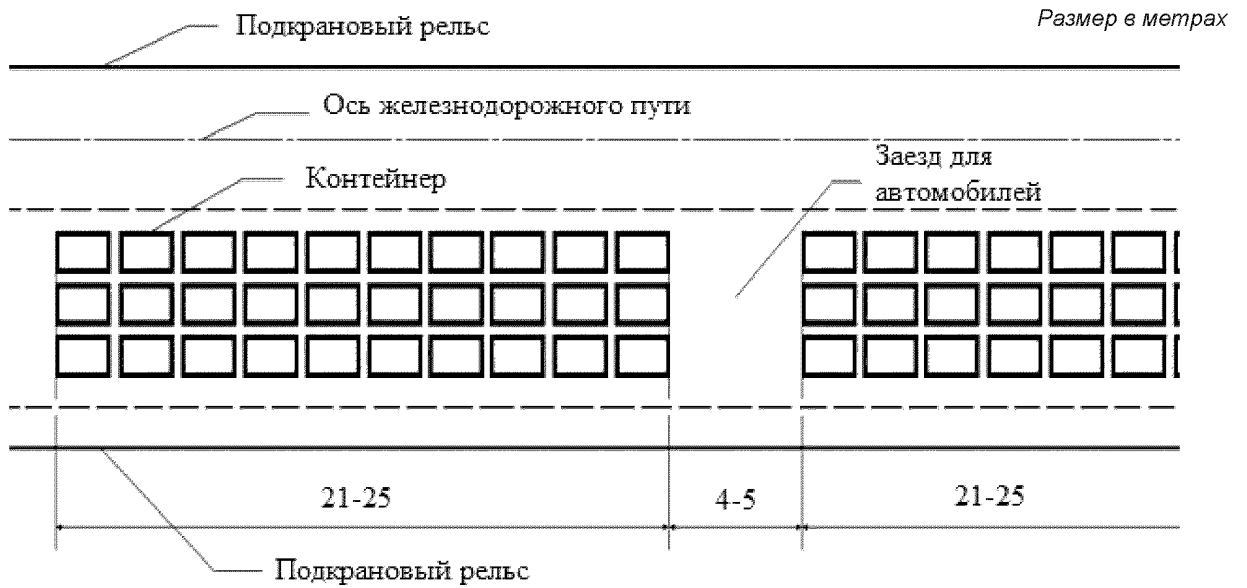 Размер в метрах
Подкрановый рельс
Ось железнодорожного пути
Заезд для
автомобилей
Контейнер
21-25
4-5
21-25
Подкрановый рельс